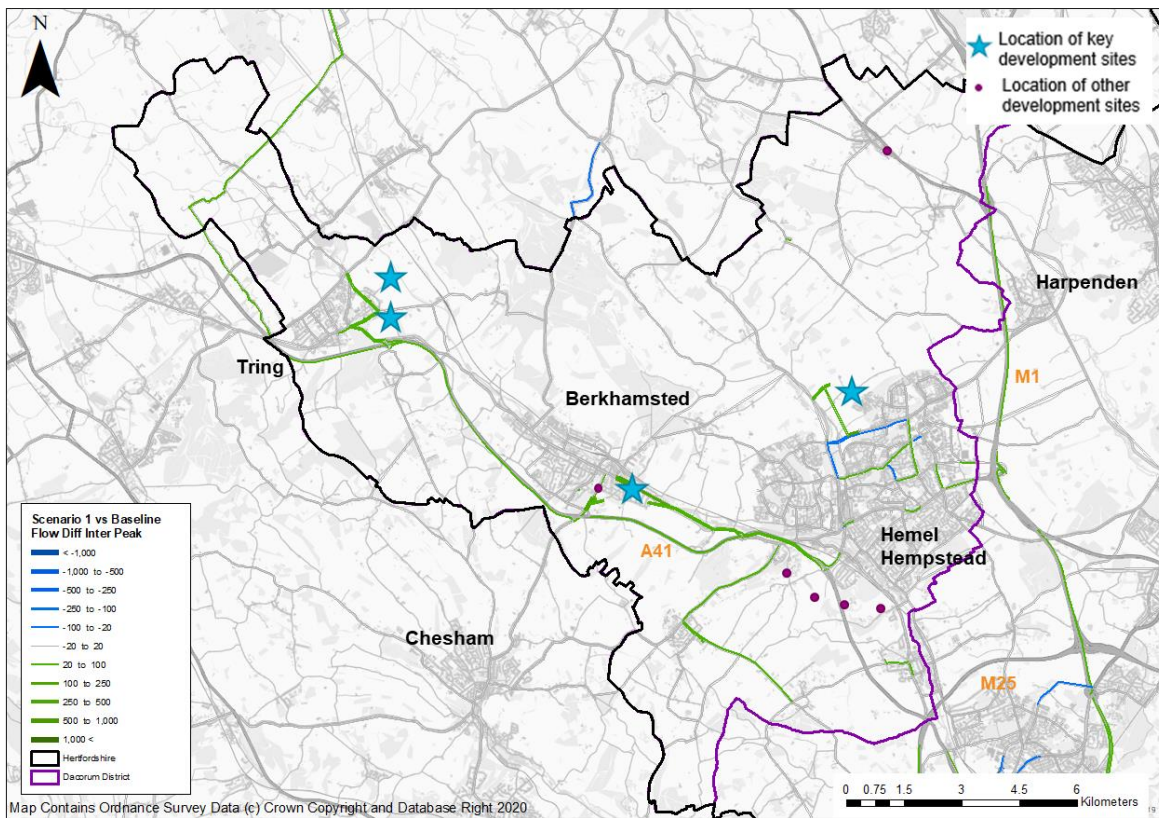 N
Location of key
development sites
Location of other
development sites
Harpenden
Tring
M1
Berkhamsted
A41
Hemel
Hempstead
Chesham
M25
Scenario 1 vs Baseline
Flow Diff Inter Peak
< -1,000
-1,000 to -500
-500 to -250
-250 to -100
-100 to -20
-20 to 20
20 to 100
100 to 250
250 to 500
500 to 1,000
1,000 <
Hertfordshire
Dacorum District
0 0.75 1.5 3 4.5 6
Kilometers
Map Contains Ordnance Survey Data (c) Crown Copyright and Database Right 2020